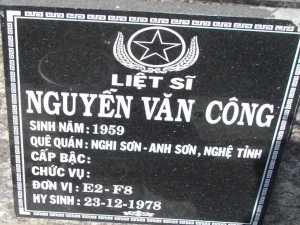 LIỆT SĨ
NGUYỄN VĂN CÔNG
SINH NĂM: 1959
QUÊ QUÁN: NGHI SƠN-ANH SƠN, NGHỆ TĨNH
CẤP BẬC:
CHỨC VỤ:
ĐƠN VỊ: E2-F8
HY SINH: 23-12-1978